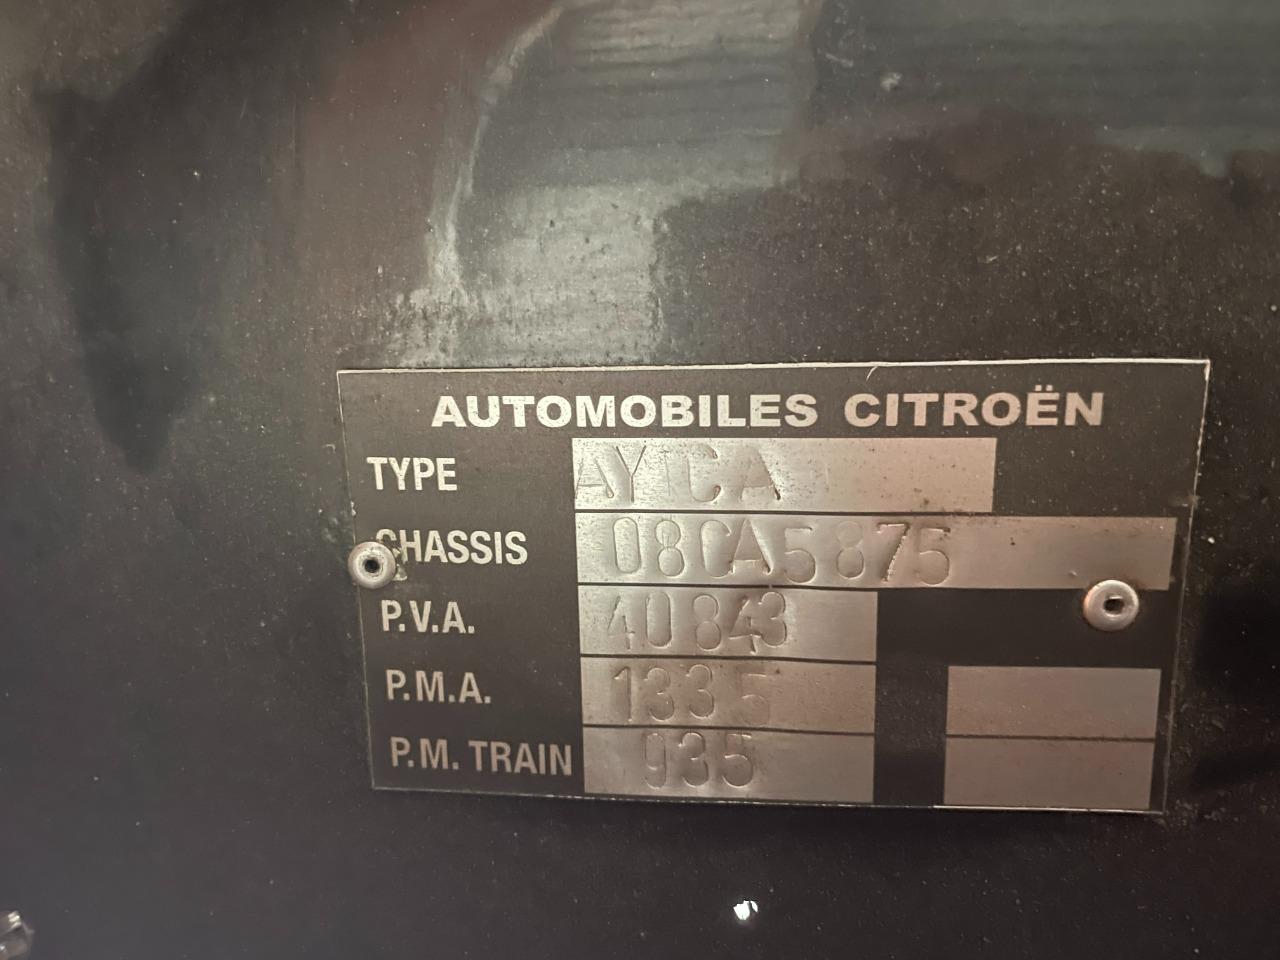 AUTOMOBILES CITROËN
TYPE AYCA
CHASSIS 08CA5875
P.V.A. 40843
P.M.A. 1335
P.M. TRAIN 935